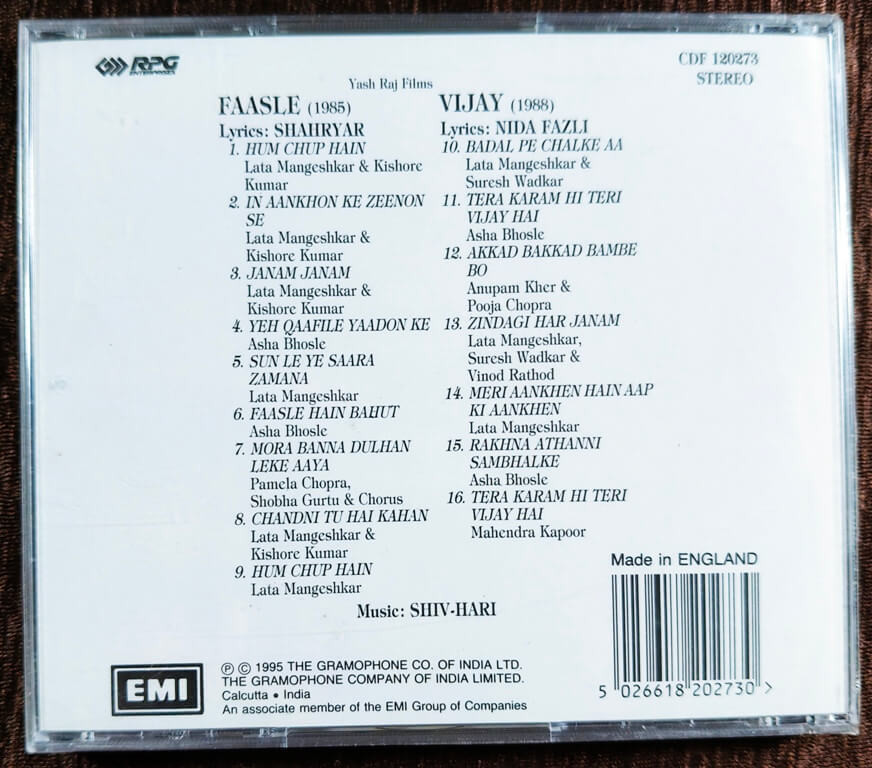 RPG
ENTERPRISES
CDF 120273
STEREO
Yash Raj Films
FAASLE (1985)
Lyrics: SHAHRYAR
1. HUM CHUP HAIN
Lata Mangeshkar & Kishore
Kumar
2. IN AANKHON KE ZEENON
SE
Lata Mangeshkar &
Kishore Kumar
3. JANAM JANAM
Lata Mangeshkar &
Kishore Kumar
4. YEH QAAFILE YAADON KE
Asha Bhosle
5. SUN LE YE SAARA
ZAMANA
Lata Mangeshkar
6. FAASLE HAIN BAHUT
Asha Bhosle
7. MORA BANNA DULHAN
LEKE AAYA
Pamela Chopra,
Shobha Gurtu & Chorus
8. CHANDNI TU HAI KAHAN
Lata Mangeshkar &
Kishore Kumar
9. HUM CHUP HAIN
Lata Mangeshkar
VIJAY (1988)
Lyrics: NIDA FAZLI
10. BADAL PE CHALKE AA
Lata Mangeshkar &
Suresh Wadkar
11. TERA KARAM HI TERI
VIJAY HAI
Asha Bhosle
12. AKKAD BAKKAD BAMBE
BO
Anupam Kher &
Pooja Chopra
13. ZINDAGI HAR JANAM
Lata Mangeshkar,
Suresh Wadkar &
Vinod Rathod
14. MERI AANKHEN HAIN AAP
KI AANKHEN
Lata Mangeshkar
15. RAKHNA ATHANNI
SAMBHALKE
Asha Bhosle
16. TERA KARAM HI TERI
VIJAY HAI
Mahendra Kapoor
Music: SHIV-HARI
Made in ENGLAND
5 026618 202730 >
EMI
℗ © 1995 THE GRAMOPHONE CO. OF INDIA LTD.
THE GRAMOPHONE COMPANY OF INDIA LIMITED.
Calcutta • India
An associate member of the EMI Group of Companies